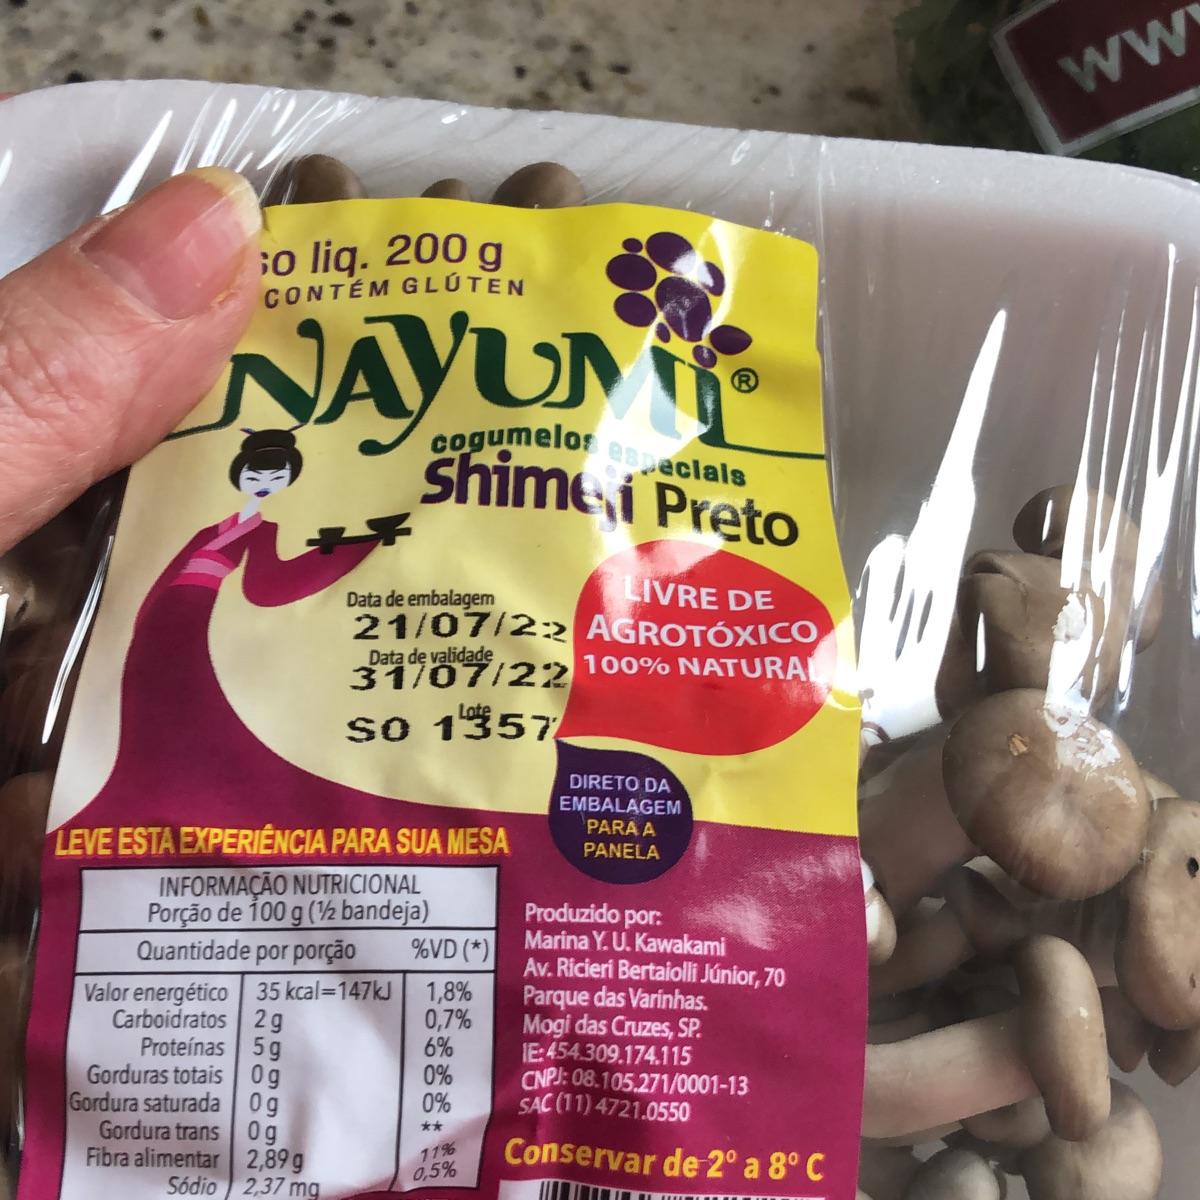 WW
so liq. 200 g
CONTÉM GLÚTEN
NAYUMi®
cogumelos especiais
Shimeji Preto
LIVRE DE
AGROTÓXICO
100% NATURAL
Data de embalagem
21/07/22
Data de validade
31/07/22
Lote
SO 1357
DIRETO DA
EMBALAGEM
PARA A
PANELA
LEVE ESTA EXPERIÊNCIA PARA SUA MESA
INFORMAÇÃO NUTRICIONAL
Porção de 100 g (½ bandeja)
Quantidade por porção %VD (*)
Valor energético 35 kcal=147kJ 1,8%
Carboidratos 2 g 0,7%
Proteínas 5 g 6%
Gorduras totais 0 g 0%
Gordura saturada 0 g 0%
Gordura trans 0 g **
Fibra alimentar 2,89 g 11%
Sódio 2,37 mg 0,5%
Produzido por:
Marina Y. U. Kawakami
Av. Ricieri Bertaiolli Júnior, 70
Parque das Varinhas.
Mogi das Cruzes, SP.
IE: 454.309.174.115
CNPJ: 08.105.271/0001-13
SAC (11) 4721.0550
Conservar de 2º a 8º C